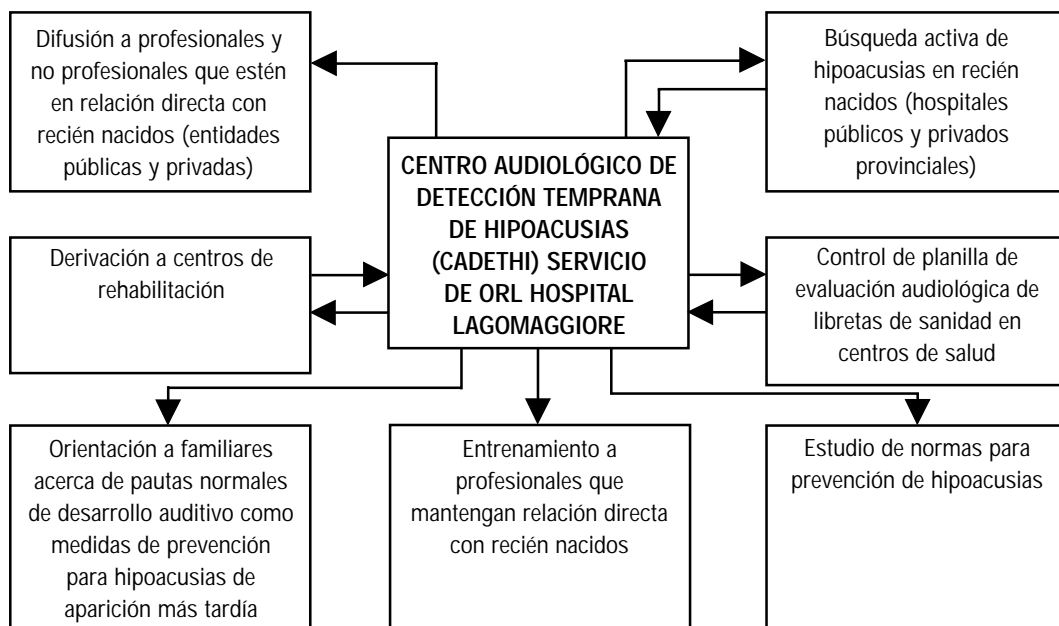 Difusión a profesionales y
no profesionales que estén
en relación directa con
recién nacidos (entidades
públicas y privadas)
Búsqueda activa de
hipoacusias en recién
nacidos (hospitales
públicos y privados
provinciales)
CENTRO AUDIOLÓGICO DE
DETECCIÓN TEMPRANA
DE HIPOACUSIAS
(CADETHI) SERVICIO
DE ORL HOSPITAL
LAGOMAGGIORE
Derivación a centros de
rehabilitación
Control de planilla de
evaluación audiológica de
libretas de sanidad en
centros de salud
Orientación a familiares
acerca de pautas normales
de desarrollo auditivo como
medidas de prevención
para hipoacusias de
aparición más tardía
Entrenamiento a
profesionales que
mantengan relación directa
con recién nacidos
Estudio de normas para
prevención de hipoacusias